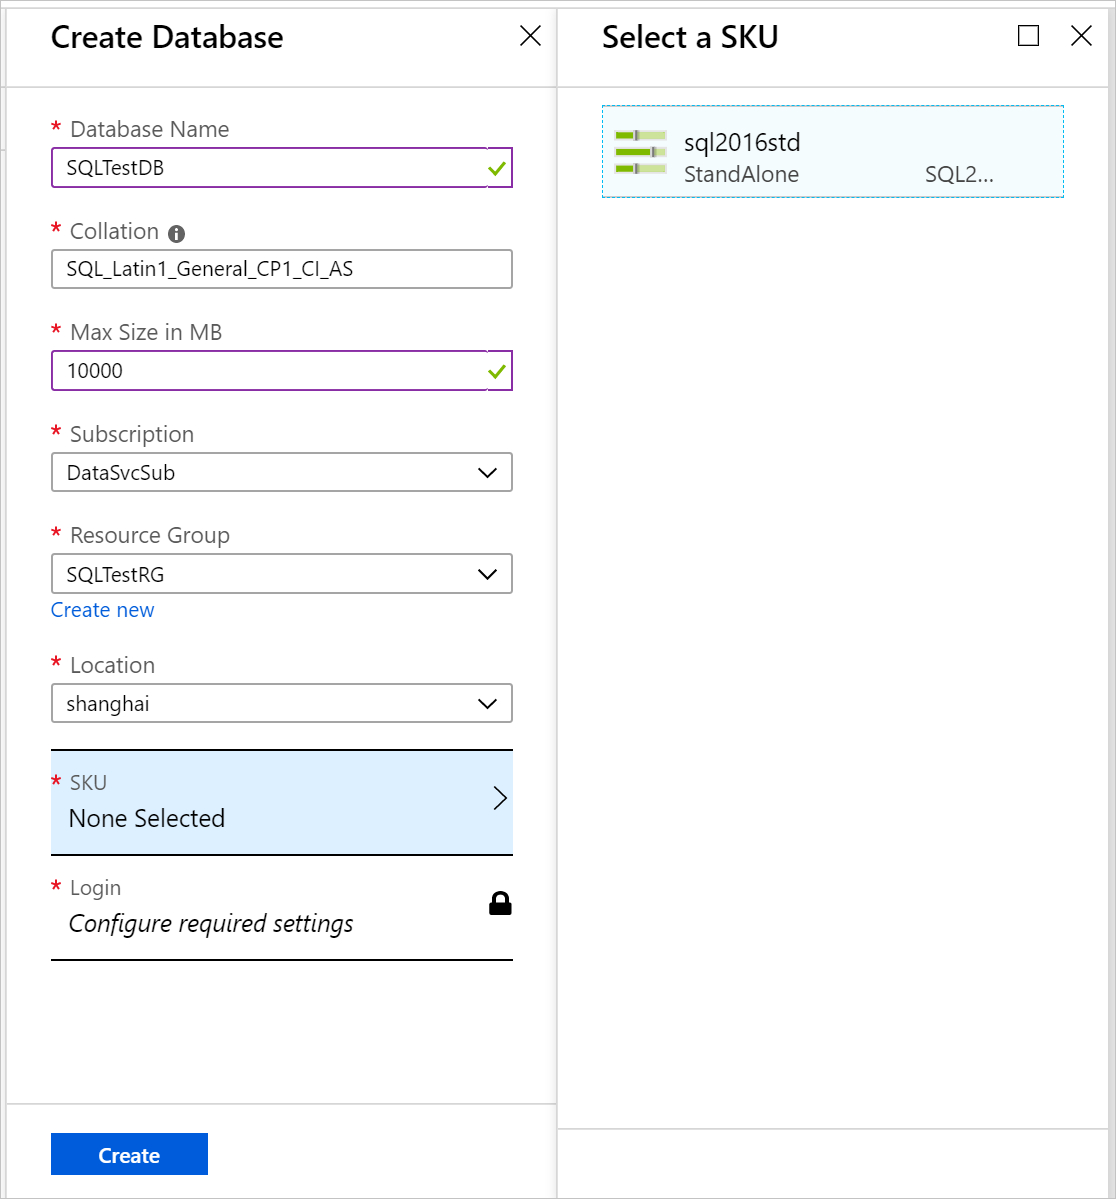 Create Database
* Database Name
SQLTestDB
* Collation
SQL_Latin1_General_CP1_CI_AS
* Max Size in MB
10000
* Subscription
DataSvcSub
* Resource Group
SQLTestRG
Create new
* Location
shanghai
* SKU
None Selected
* Login
Configure required settings
Create
Select a SKU
sql2016std
StandAlone SQL2...